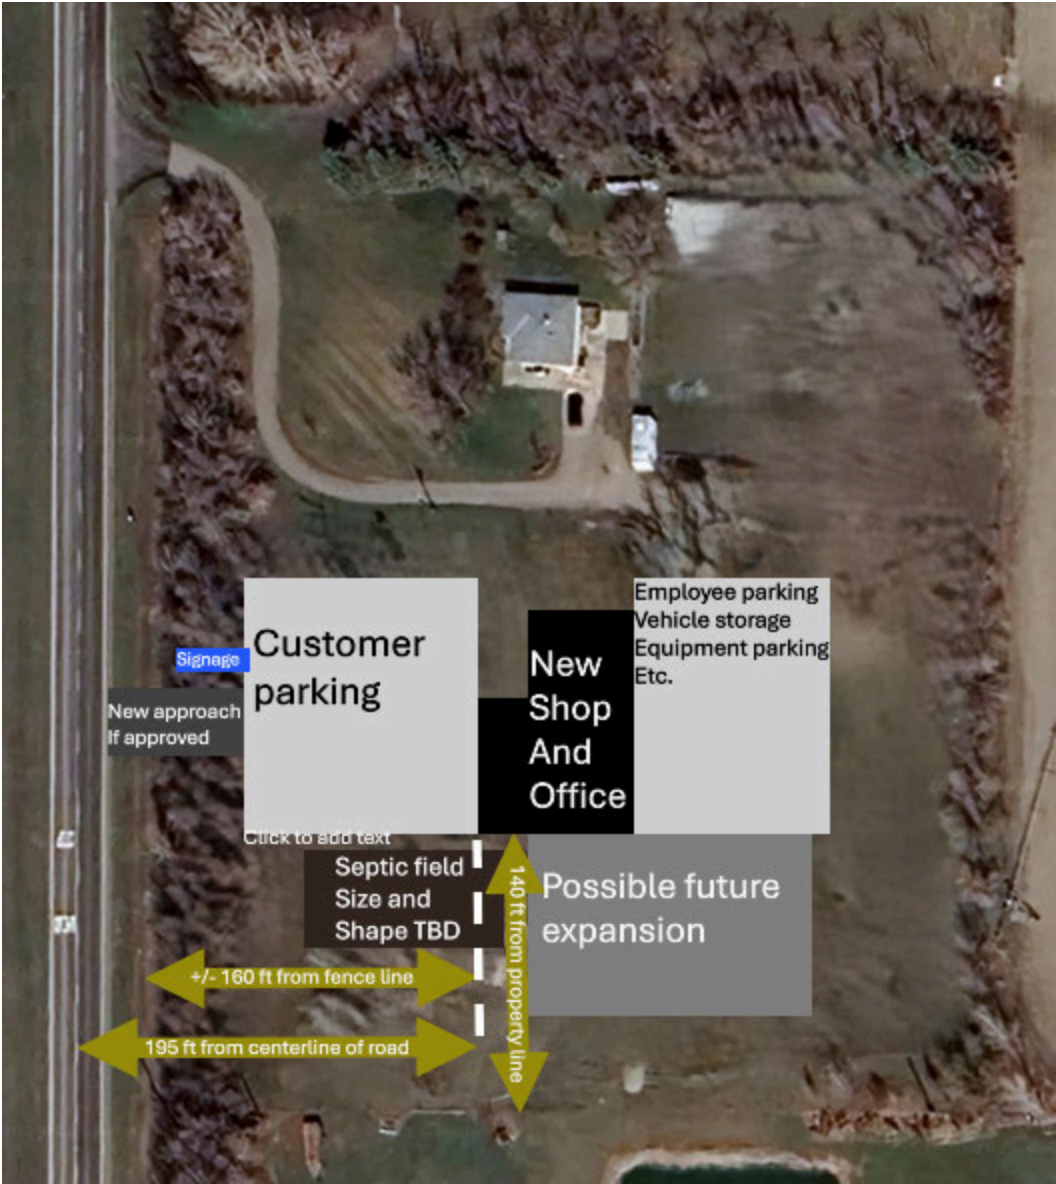 Employee parking
Vehicle storage
Equipment parking
Etc.
Customer
parking
Signage
New
Shop
And
Office
New approach
If approved
Click to add text
Septic field
Size and
Shape TBD
140 ft from property line
Possible future
expansion
+/- 160 ft from fence line
195 ft from centerline of road